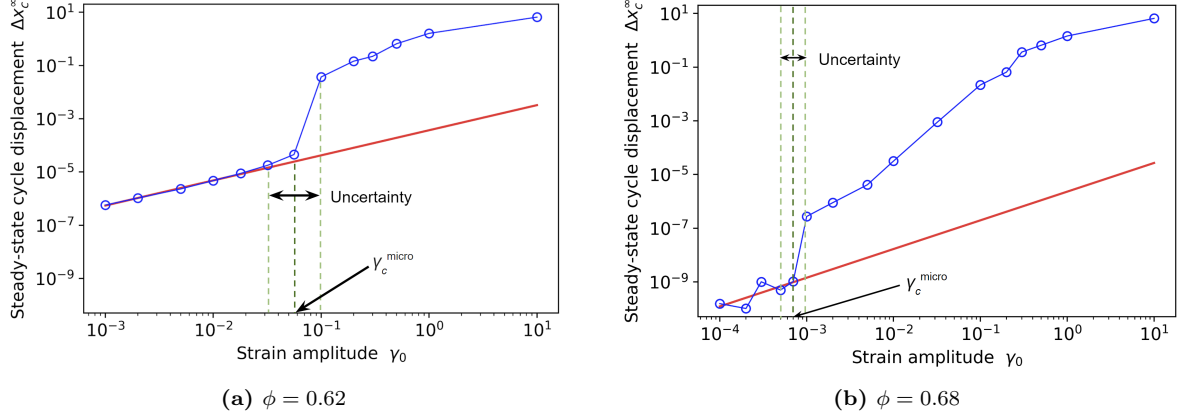 Steady-state cycle displacement Δx_c^∞
10^1
10^−1
10^−3
10^−5
10^−7
10^−9
Uncertainty
γ_c^micro
10^−3
10^−2
10^−1
10^0
10^1
Strain amplitude γ_0
(a) ϕ = 0.62
Steady-state cycle displacement Δx_c^∞
10^1
10^−1
10^−3
10^−5
10^−7
10^−9
Uncertainty
γ_c^micro
10^−4
10^−3
10^−2
10^−1
10^0
10^1
Strain amplitude γ_0
(b) ϕ = 0.68